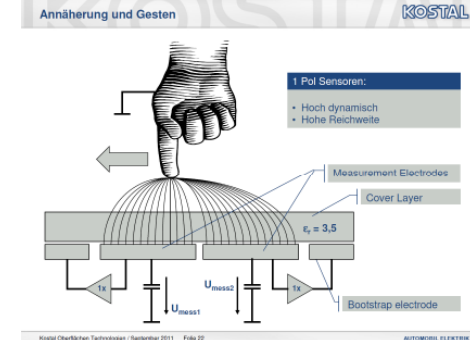 Annäherung und Gesten
KOSTAL
1 Pol Sensoren:
• Hoch dynamisch
• Hohe Reichweite
Measurement Electrodes
Cover Layer
εr = 3,5
1x
Umess1
Umess2
1x
Bootstrap electrode
Kostal Oberflächen Technologien / September 2011 Folie 22
AUTOMOBIL ELEKTRIK